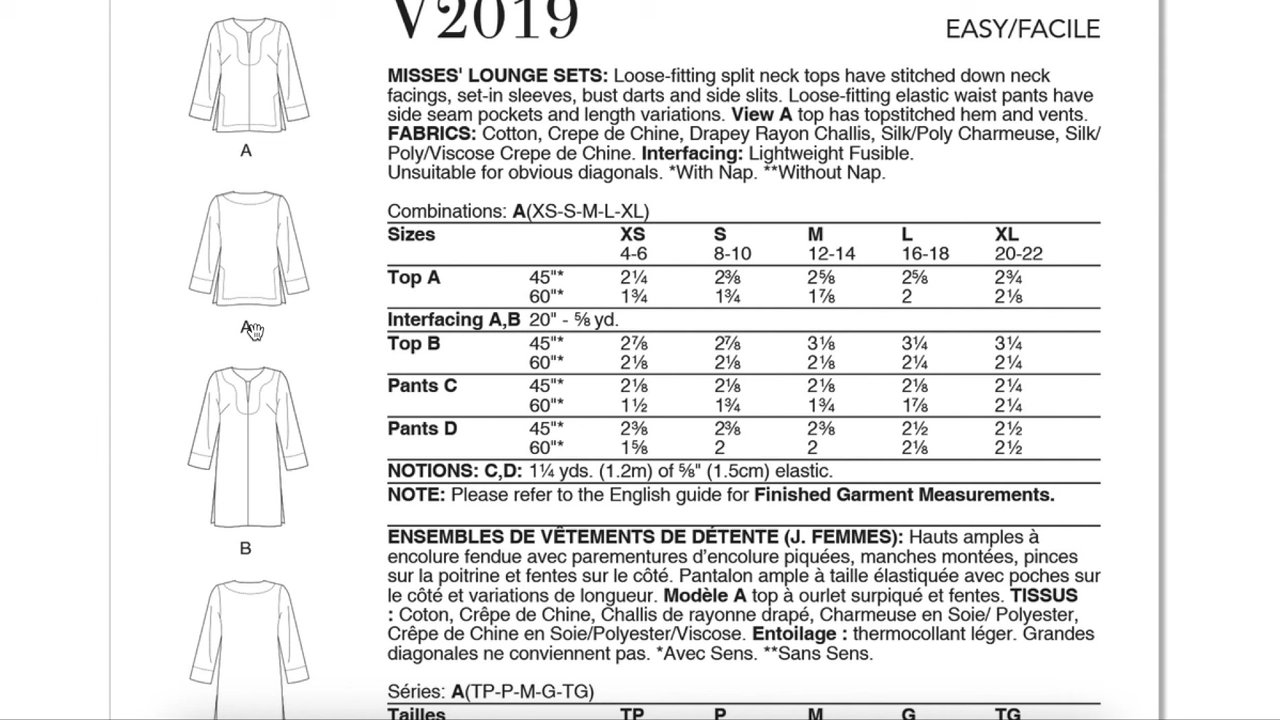 V2019
EASY/FACILE
MISSES' LOUNGE SETS: Loose-fitting split neck tops have stitched down neck
facings, set-in sleeves, bust darts and side slits. Loose-fitting elastic waist pants have
side seam pockets and length variations. View A top has topstitched hem and vents.
FABRICS: Cotton, Crepe de Chine, Drapey Rayon Challis, Silk/Poly Charmeuse, Silk/
Poly/Viscose Crepe de Chine. Interfacing: Lightweight Fusible.
Unsuitable for obvious diagonals. *With Nap. **Without Nap.
Combinations: A(XS-S-M-L-XL)
Sizes XS S M L XL
4-6 8-10 12-14 16-18 20-22
Top A 45"* 2¼ 2⅜ 2⅝ 2⅝ 2¾
60"* 1¾ 1¾ 1⅞ 2 2⅛
Interfacing A,B 20" - ⅝ yd.
Top B 45"* 2⅞ 2⅞ 3⅛ 3¼ 3¼
60"* 2⅛ 2⅛ 2⅛ 2¼ 2¼
Pants C 45"* 2⅛ 2⅛ 2⅛ 2⅛ 2¼
60"* 1½ 1¾ 1¾ 1⅞ 2¼
Pants D 45"* 2⅜ 2⅜ 2⅜ 2½ 2½
60"* 1⅝ 2 2 2⅛ 2½
NOTIONS: C,D: 1¼ yds. (1.2m) of ⅝" (1.5cm) elastic.
NOTE: Please refer to the English guide for Finished Garment Measurements.
ENSEMBLES DE VÊTEMENTS DE DÉTENTE (J. FEMMES): Hauts amples à
encolure fendue avec parementures d'encolure piquées, manches montées, pinces
sur la poitrine et fentes sur le côté. Pantalon ample à taille élastiquée avec poches sur
le côté et variations de longueur. Modèle A top à ourlet surpiqué et fentes. TISSUS
: Coton, Crêpe de Chine, Challis de rayonne drapé, Charmeuse en Soie/ Polyester,
Crêpe de Chine en Soie/Polyester/Viscose. Entoilage : thermocollant léger. Grandes
diagonales ne conviennent pas. *Avec Sens. **Sans Sens.
Séries: A(TP-P-M-G-TG)
Tailles TP P M G TG
A
A
B